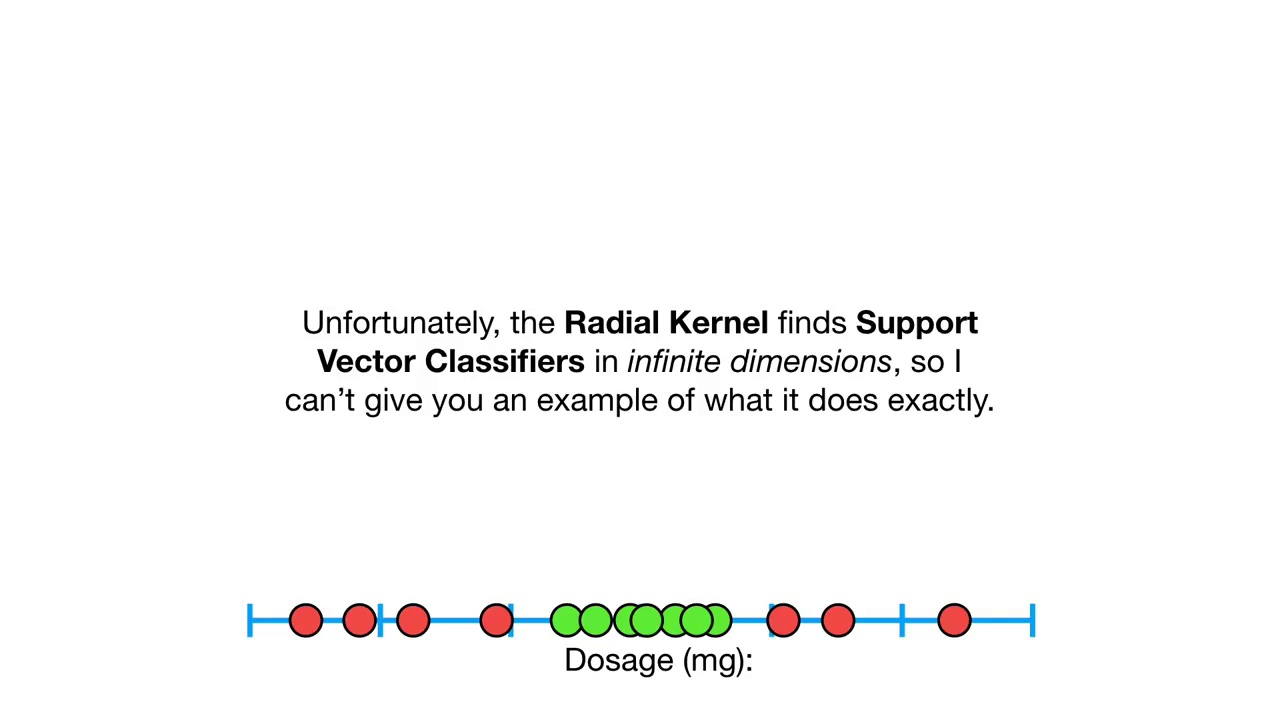 Unfortunately, the Radial Kernel finds Support
Vector Classifiers in infinite dimensions, so I
can’t give you an example of what it does exactly.
Dosage (mg):